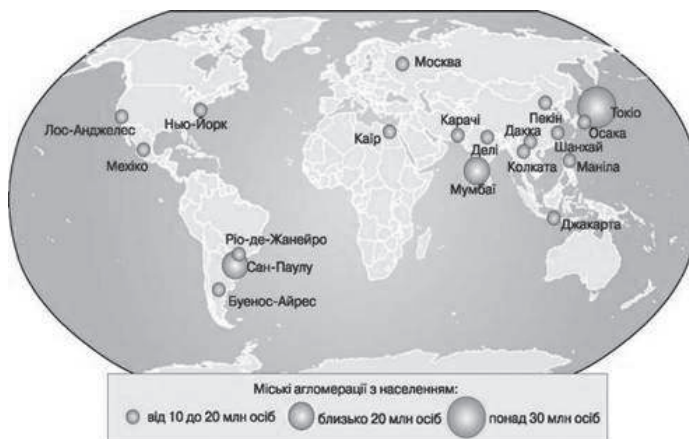 Москва
Лос-Анджелес
Нью-Йорк
Мехіко
Каїр
Карачі
Делі
Мумбаї
Дакка
Колката
Пекін
Токіо
Осака
Шанхай
Маніла
Джакарта
Ріо-де-Жанейро
Сан-Паулу
Буенос-Айрес
Міські агломерації з населенням:
від 10 до 20 млн осіб
близько 20 млн осіб
понад 30 млн осіб